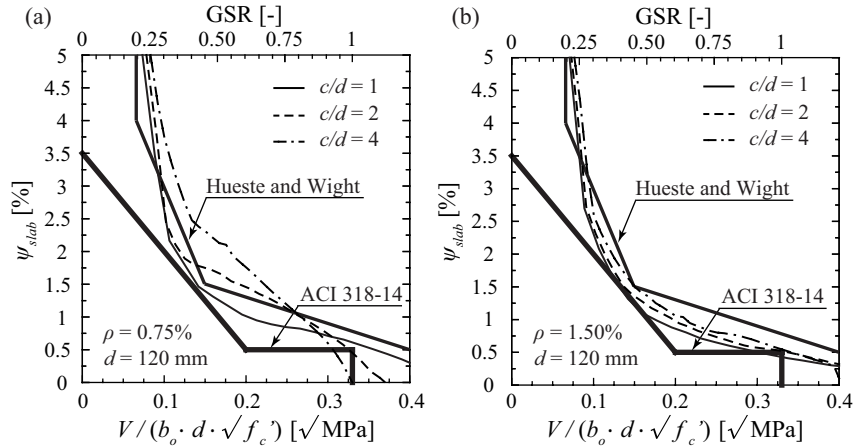 (a)
GSR [-]
0 0.25 0.50 0.75 1
5
4.5
4
3.5
3
2.5
2
1.5
1
0.5
0
ψslab [%]
c/d = 1
c/d = 2
c/d = 4
Hueste and Wight
ACI 318-14
ρ = 0.75%
d = 120 mm
0 0.1 0.2 0.3 0.4
V / (bo · d · √fc') [√MPa]
(b)
GSR [-]
0 0.25 0.50 0.75 1
5
4.5
4
3.5
3
2.5
2
1.5
1
0.5
0
ψslab [%]
c/d = 1
c/d = 2
c/d = 4
Hueste and Wight
ACI 318-14
ρ = 1.50%
d = 120 mm
0 0.1 0.2 0.3 0.4
V / (bo · d · √fc') [√MPa]